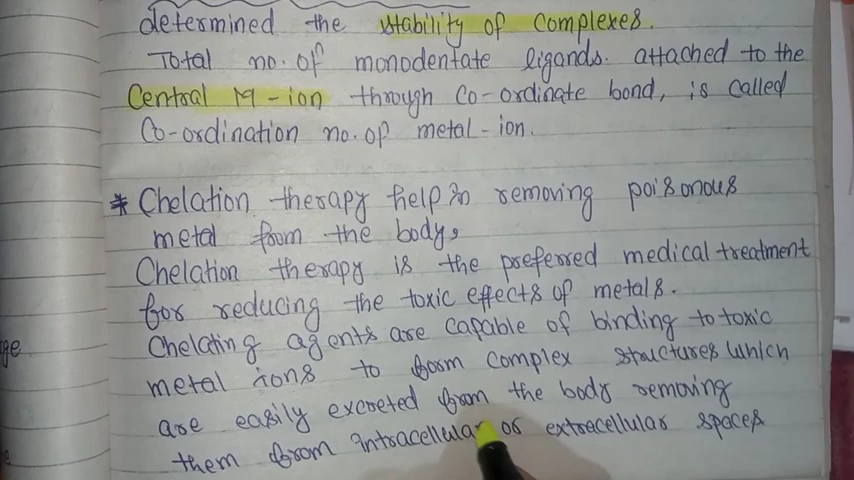 determined the stability of complexes.
Total no. of monodentate ligands. attached to the
Central M-ion through Co-ordinate bond, is called
Co-ordination no. of metal-ion.
* Chelation therapy help in removing poisonous
metal from the body,
Chelation therapy is the preferred medical treatment
for reducing the toxic effects of metals.
Chelating agents are capable of binding to toxic
metal ions to form complex structures which
are easily excreted from the body removing
them from intracellular or extracellular spaces